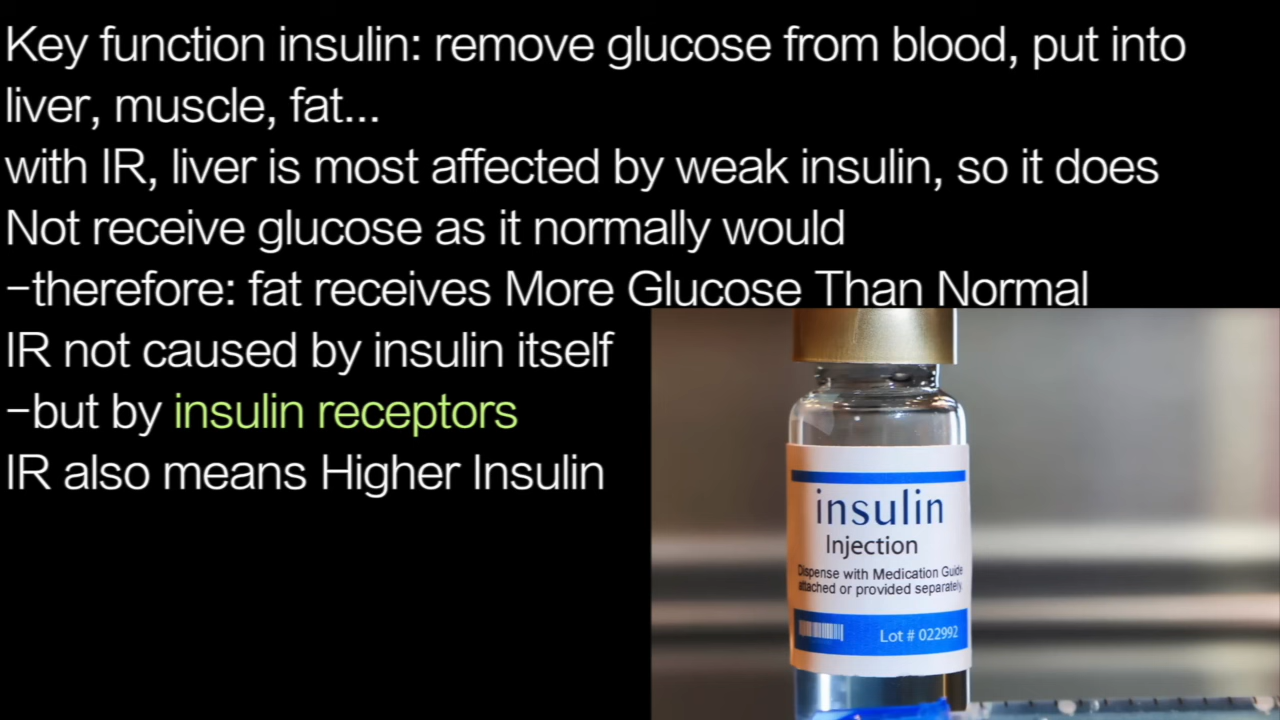 Key function insulin: remove glucose from blood, put into
liver, muscle, fat...
with IR, liver is most affected by weak insulin, so it does
Not receive glucose as it normally would
–therefore: fat receives More Glucose Than Normal
IR not caused by insulin itself
–but by insulin receptors
IR also means Higher Insulin
insulin
Injection
Dispense with Medication Guide
attached or provided separately.
Lot # 022992